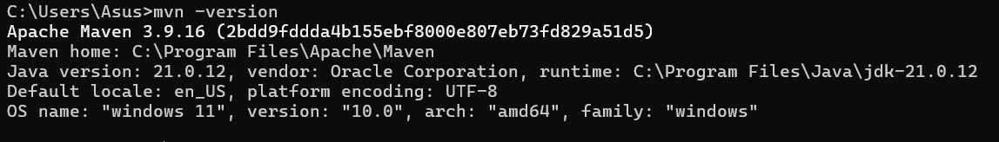 C:\Users\Asus>mvn -version
Apache Maven 3.9.16 (2bdd9fddda4b155ebf8000e807eb73fd829a51d5)
Maven home: C:\Program Files\Apache\Maven
Java version: 21.0.12, vendor: Oracle Corporation, runtime: C:\Program Files\Java\jdk-21.0.12
Default locale: en_US, platform encoding: UTF-8
OS name: "windows 11", version: "10.0", arch: "amd64", family: "windows"